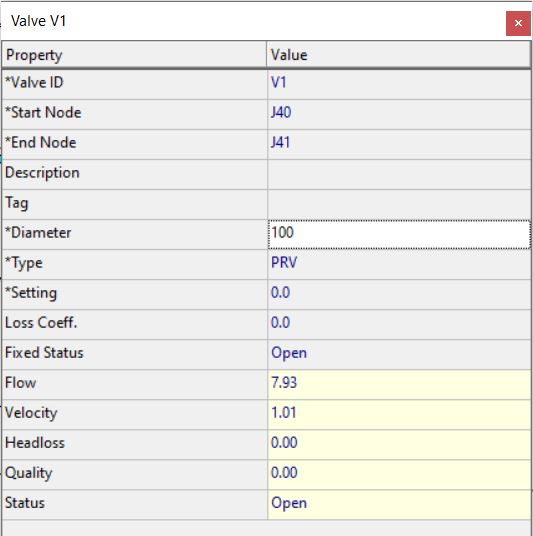 Valve V1
Property Value
*Valve ID V1
*Start Node J40
*End Node J41
Description
Tag
*Diameter 100
*Type PRV
*Setting 0.0
Loss Coeff. 0.0
Fixed Status Open
Flow 7.93
Velocity 1.01
Headloss 0.00
Quality 0.00
Status Open